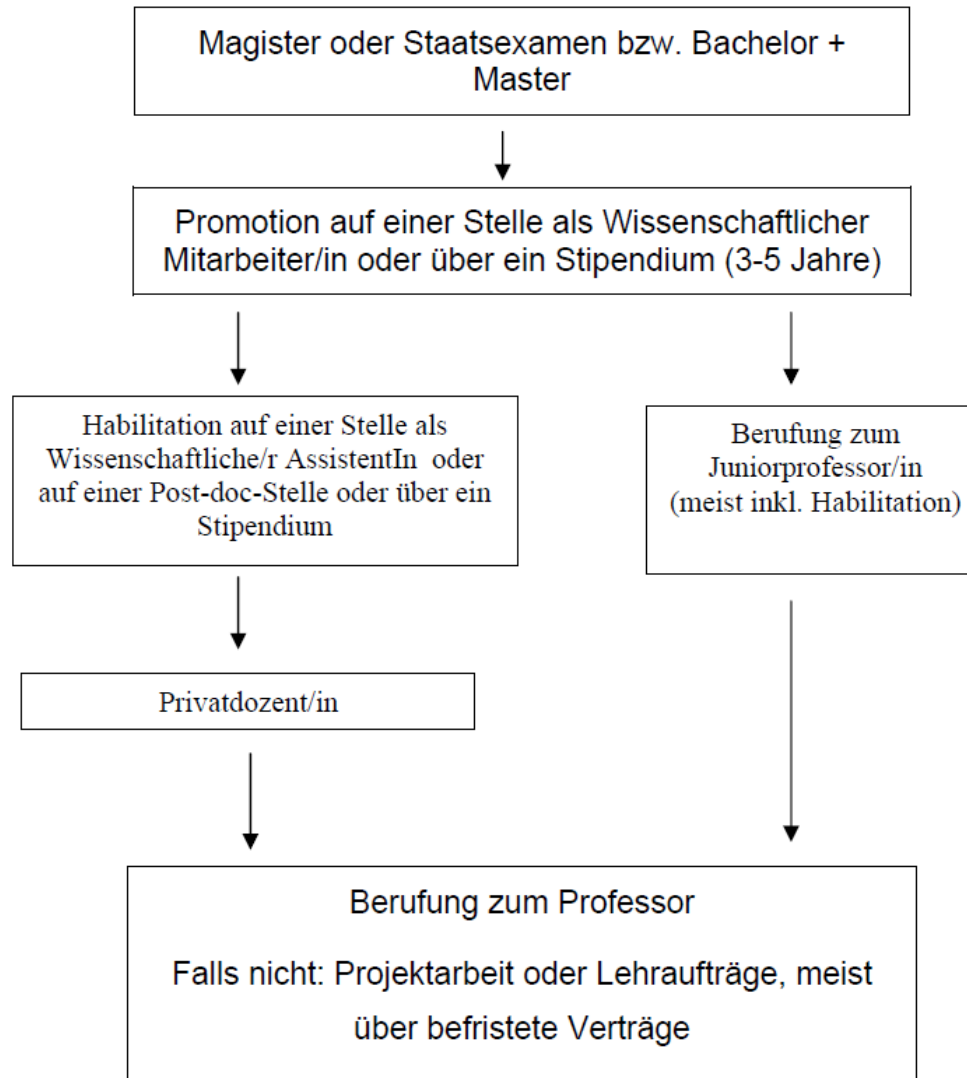 Magister oder Staatsexamen bzw. Bachelor +
Master
Promotion auf einer Stelle als Wissenschaftlicher
Mitarbeiter/in oder über ein Stipendium (3-5 Jahre)
Habilitation auf einer Stelle als
Wissenschaftliche/r AssistentIn oder
auf einer Post-doc-Stelle oder über ein
Stipendium
Berufung zum
Juniorprofessor/in
(meist inkl. Habilitation)
Privatdozent/in
Berufung zum Professor
Falls nicht: Projektarbeit oder Lehraufträge, meist
über befristete Verträge